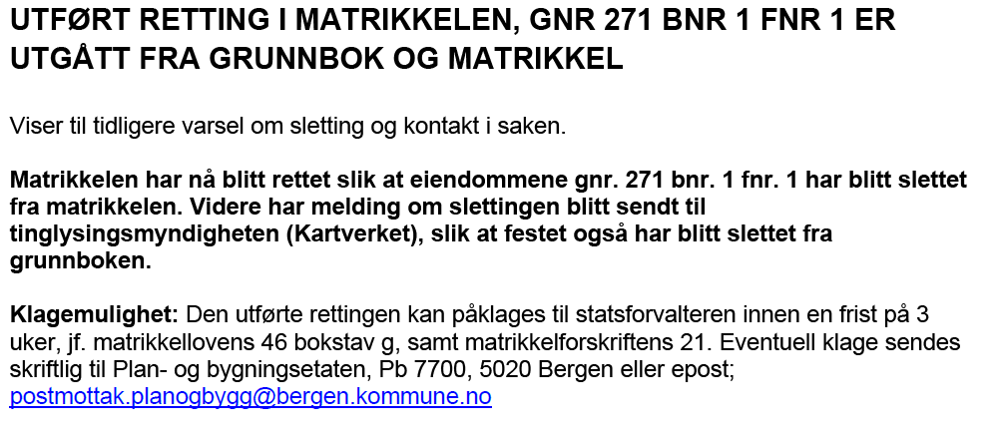 UTFØRT RETTING I MATRIKKELEN, GNR 271 BNR 1 FNR 1 ER
UTGÅTT FRA GRUNNBOK OG MATRIKKEL
Viser til tidligere varsel om sletting og kontakt i saken.
Matrikkelen har nå blitt rettet slik at eiendommene gnr. 271 bnr. 1 fnr. 1 har blitt slettet
fra matrikkelen. Videre har melding om slettingen blitt sendt til
tinglysingsmyndigheten (Kartverket), slik at festet også har blitt slettet fra
grunnboken.
Klagemulighet: Den utførte rettingen kan påklages til statsforvalteren innen en frist på 3
uker, jf. matrikkellovens 46 bokstav g, samt matrikkelforskriftens 21. Eventuell klage sendes
skriftlig til Plan- og bygningsetaten, Pb 7700, 5020 Bergen eller epost;
postmottak.planogbygg@bergen.kommune.no